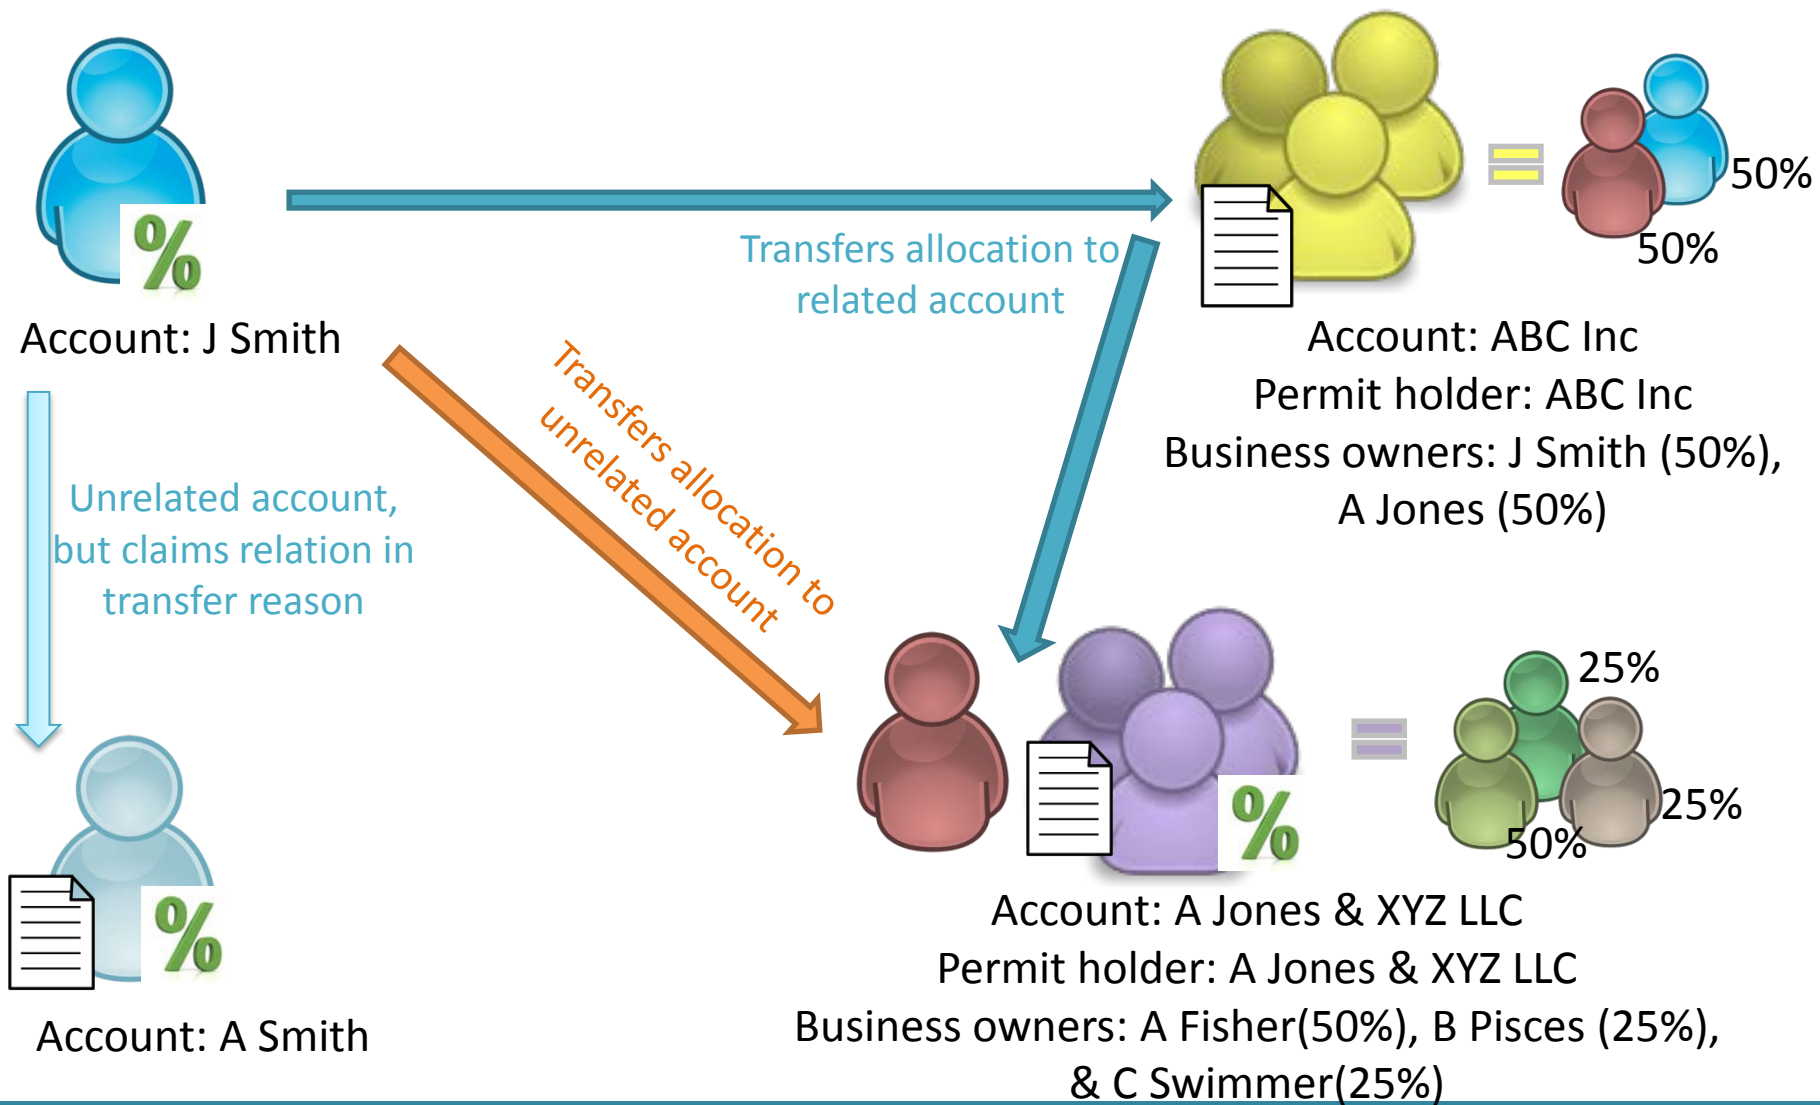 50%
50%
Transfers allocation to
related account
Account: J Smith
%
Account: ABC Inc
Permit holder: ABC Inc
Business owners: J Smith (50%),
A Jones (50%)
Transfers allocation to
unrelated account
Unrelated account,
but claims relation in
transfer reason
25%
25%
50%
%
Account: A Jones & XYZ LLC
Permit holder: A Jones & XYZ LLC
Business owners: A Fisher(50%), B Pisces (25%),
& C Swimmer(25%)
%
Account: A Smith